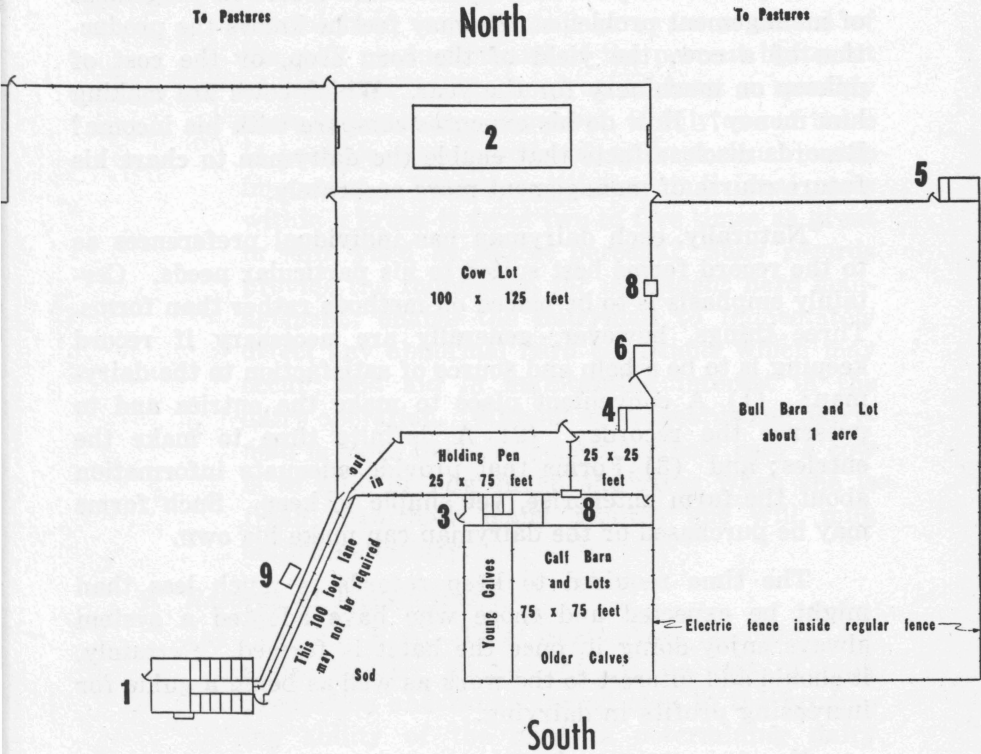 To Pastures
North
To Pastures
2
5
Cow Lot
100 x 125 feet
8
6
4
Bull Barn and Lot
about 1 acre
Holding Pen
25 x 75 feet
25 x 25
feet
out
in
3
8
9
This 100 foot lane
may not be required
Young Calves
Calf Barn
and Lots
75 x 75 feet
Electric fence inside regular fence
Older Calves
Sod
1
South